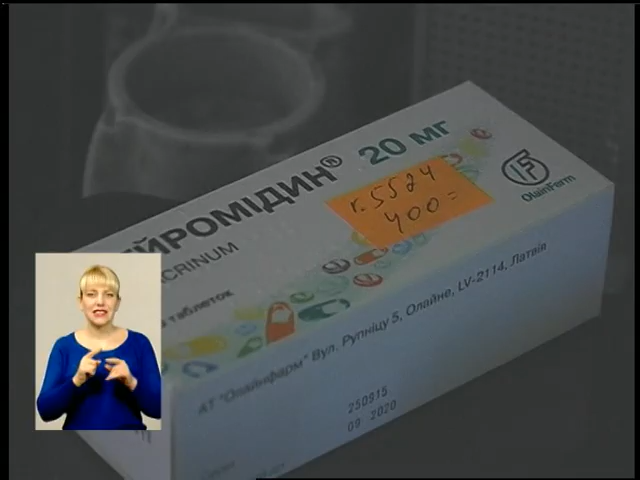 ЙРОМІДИН® 20 мг
ACRINUM
таблеток
г.5524
400=
OlainFarm
АТ "Олайнфарм" Вул. Рупніцу 5, Олайне, LV-2114, Латвія
250915
09 2020